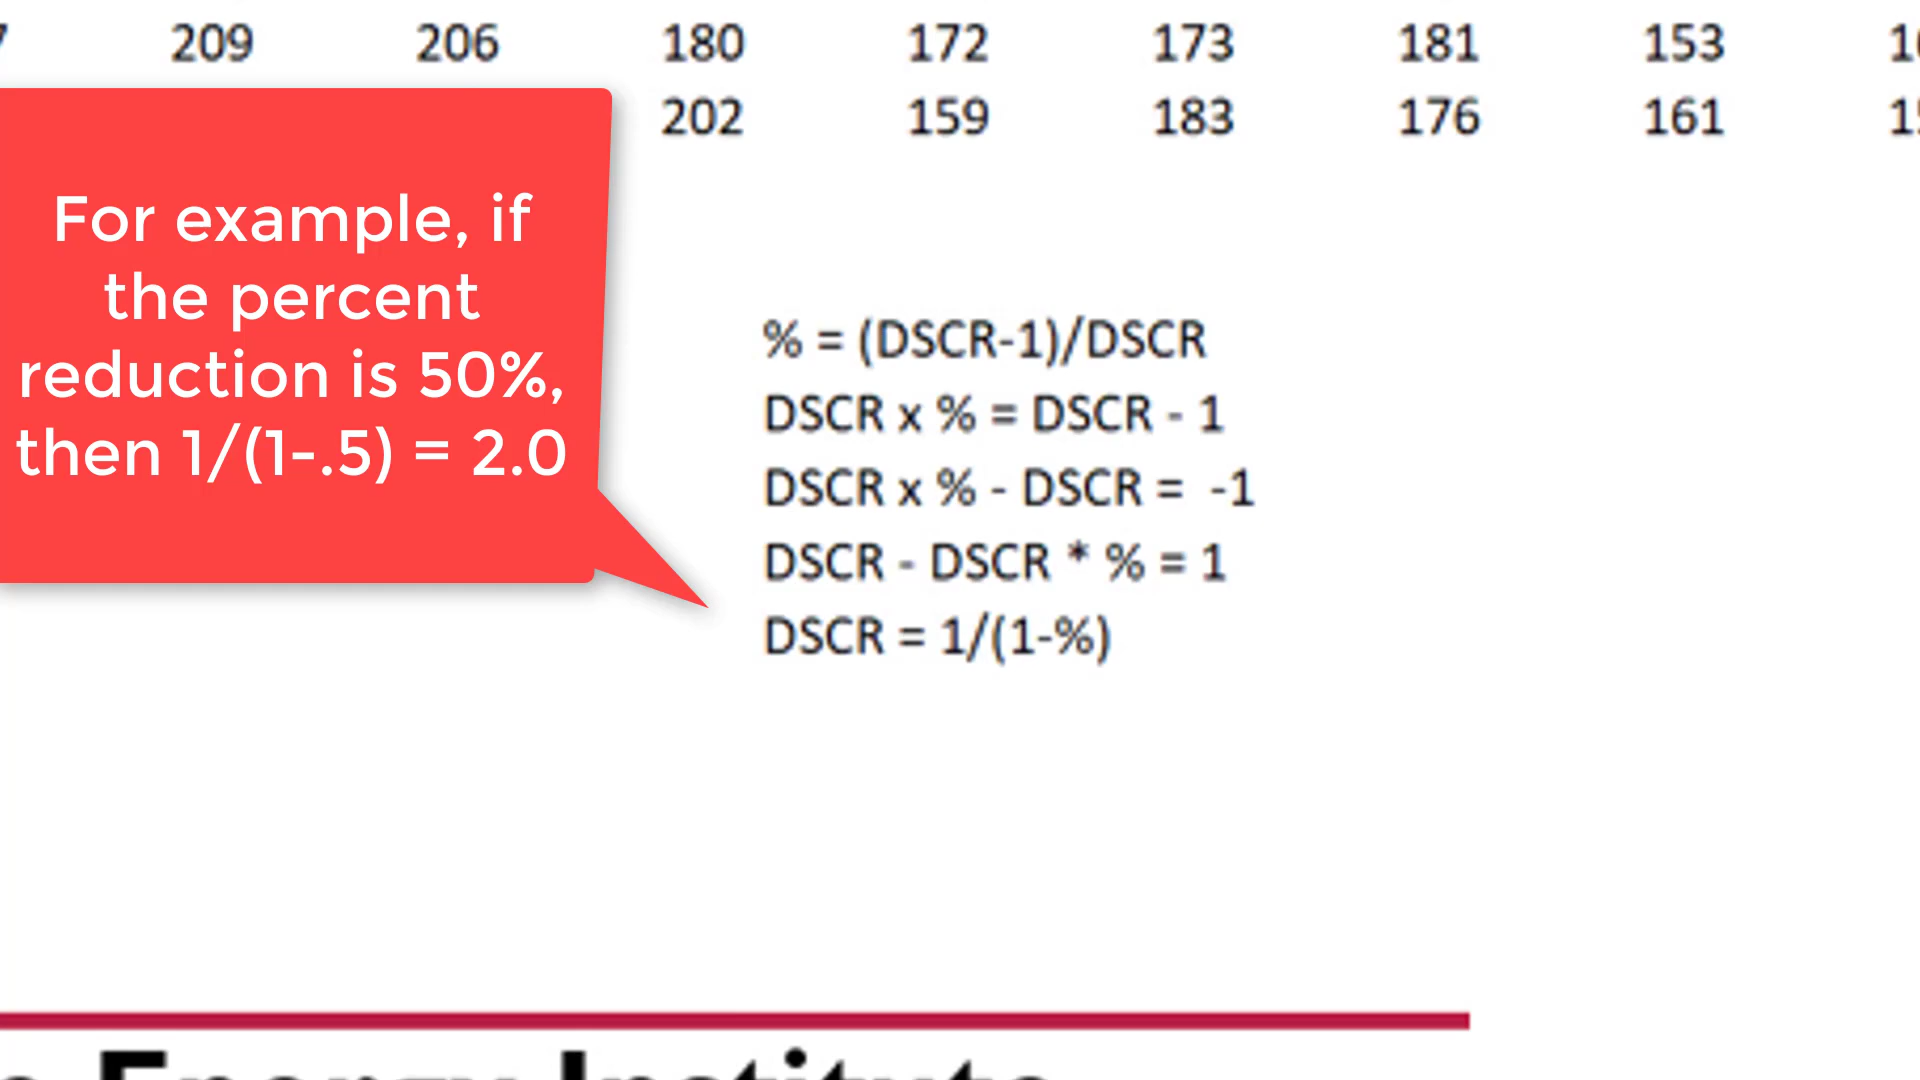 209 206 180 172 173 181 153
202 159 183 176 161
For example, if
the percent
reduction is 50%,
then 1/(1-.5) = 2.0
% = (DSCR-1)/DSCR
DSCR x % = DSCR - 1
DSCR x % - DSCR = -1
DSCR - DSCR * % = 1
DSCR = 1/(1-%)
Energy Institute